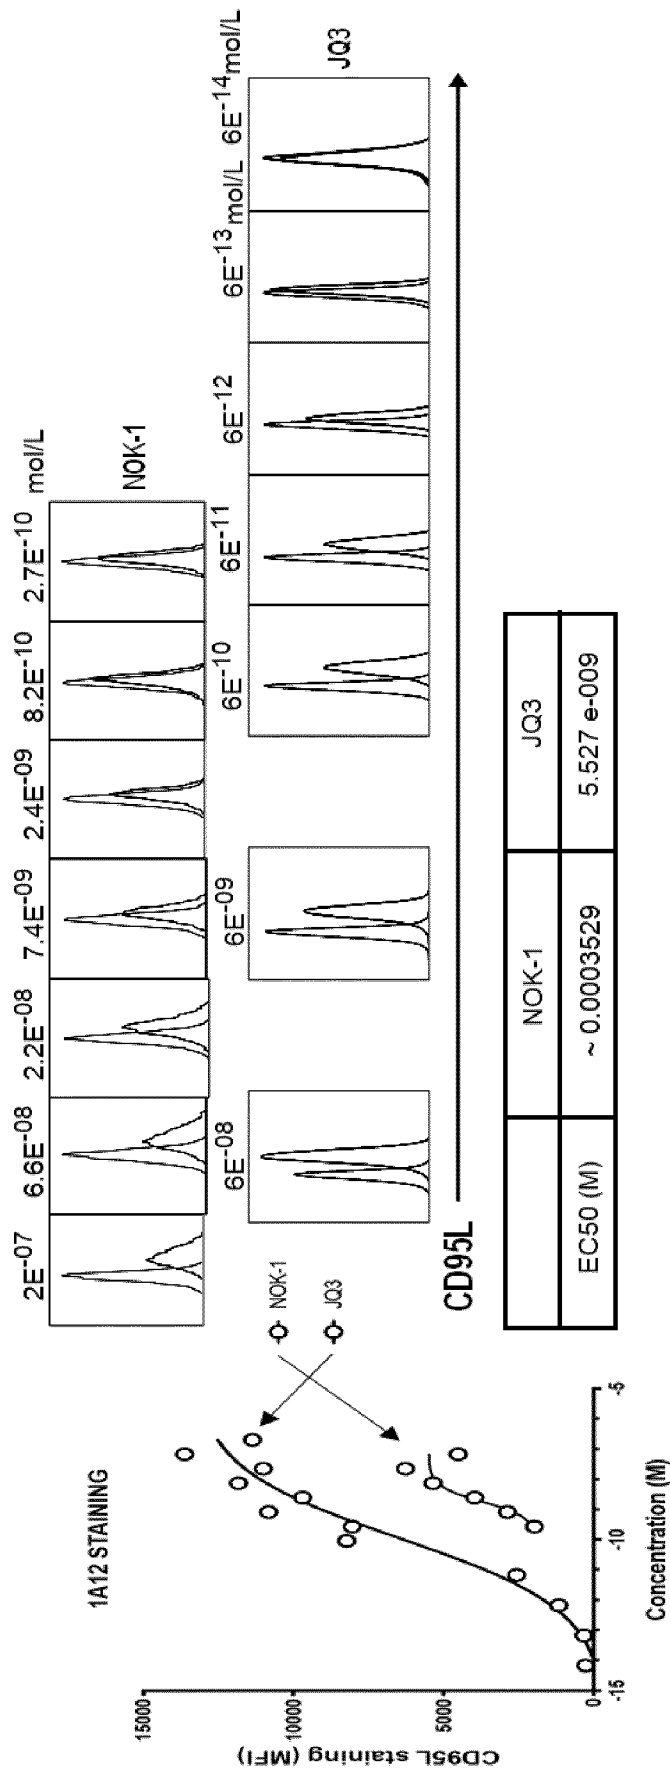 1A12 STAINING
CD95L staining (MFI)
15000
10000
5000
0
-15
-10
-5
Concentration (M)
NOK-1
JQ3
2E-07
6.6E-08
2.2E-08
7.4E-09
2.4E-09
8.2E-10
2.7E-10
mol/L
NOK-1
6E-08
6E-09
6E-10
6E-11
6E-12
6E-13 mol/L
6E-14 mol/L
JQ3
CD95L
NOK-1 JQ3
EC50 (M) ~ 0.0003529 5.527 e-009